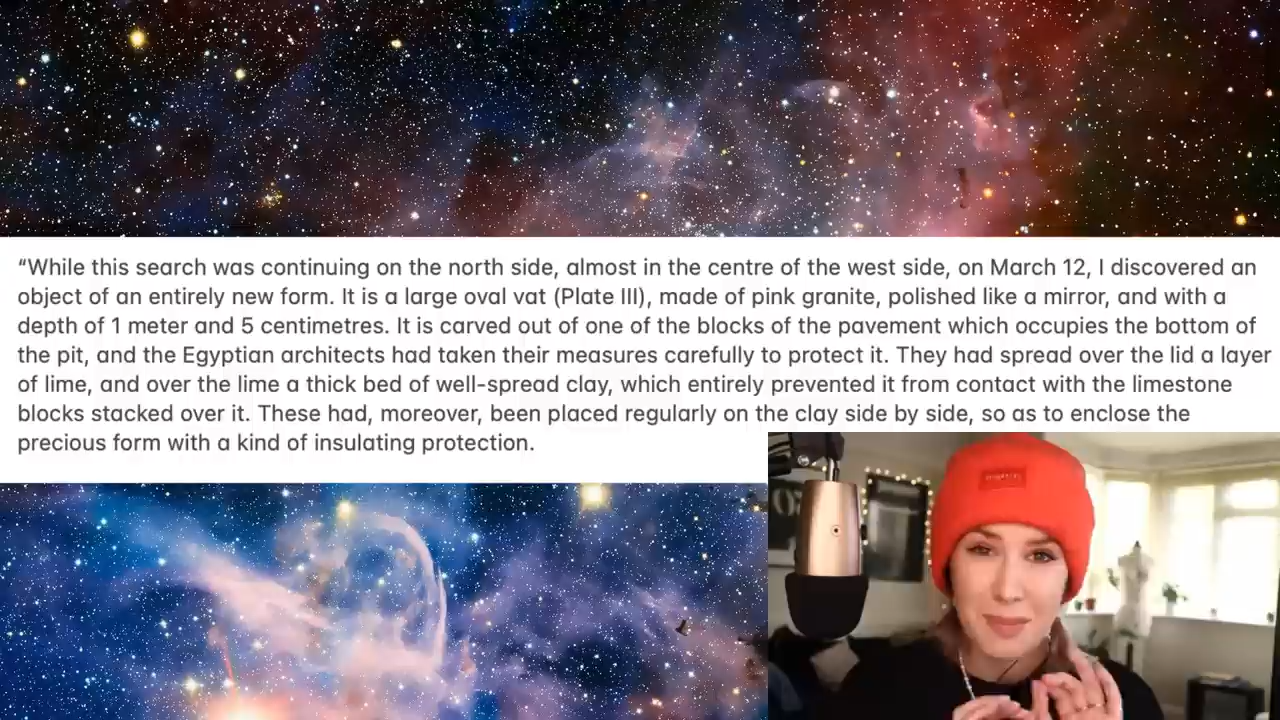 “While this search was continuing on the north side, almost in the centre of the west side, on March 12, I discovered an
object of an entirely new form. It is a large oval vat (Plate III), made of pink granite, polished like a mirror, and with a
depth of 1 meter and 5 centimetres. It is carved out of one of the blocks of the pavement which occupies the bottom of
the pit, and the Egyptian architects had taken their measures carefully to protect it. They had spread over the lid a layer
of lime, and over the lime a thick bed of well-spread clay, which entirely prevented it from contact with the limestone
blocks stacked over it. These had, moreover, been placed regularly on the clay side by side, so as to enclose the
precious form with a kind of insulating protection.